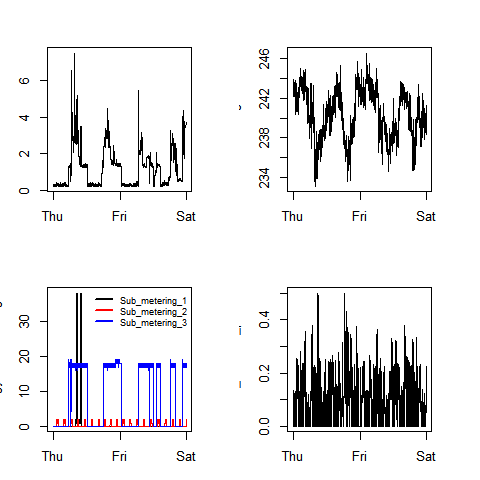 6
4
2
0
Thu Fri Sat
246
242
238
234
Thu Fri Sat
30
20
10
0
Sub_metering_1
Sub_metering_2
Sub_metering_3
Thu Fri Sat
0.4
0.2
0.0
Thu Fri Sat